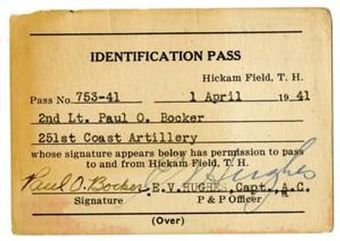 IDENTIFICATION PASS
Hickam Field, T. H.
Pass No. 753-41 1 April 1941
2nd Lt. Paul O. Bocker
251st Coast Artillery
whose signature appears below has permission to pass
to and from Hickam Field, T. H.
Hughes
Paul O. Bocker E.V.HUGHES,Capt.,A.C.
Signature P & P Officer
(Over)